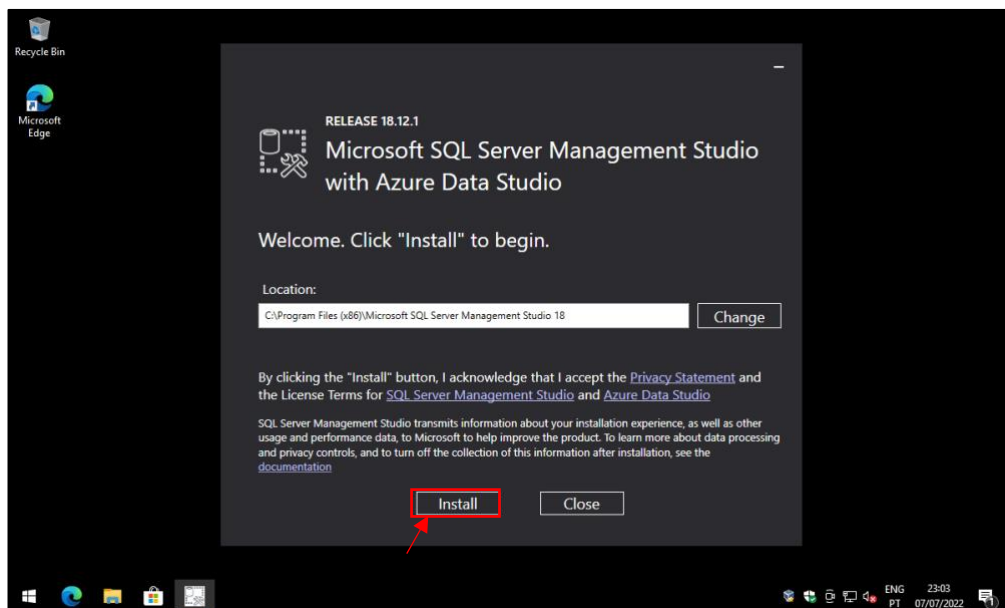 Recycle Bin
Microsoft
Edge
RELEASE 18.12.1
Microsoft SQL Server Management Studio
with Azure Data Studio
Welcome. Click "Install" to begin.
Location:
C:\Program Files (x86)\Microsoft SQL Server Management Studio 18
Change
By clicking the "Install" button, I acknowledge that I accept the Privacy Statement and
the License Terms for SQL Server Management Studio and Azure Data Studio
SQL Server Management Studio transmits information about your installation experience, as well as other
usage and performance data, to Microsoft to help improve the product. To learn more about data processing
and privacy controls, and to turn off the collection of this information after installation, see the
documentation
Install
Close
ENG
PT
23:03
07/07/2022
1